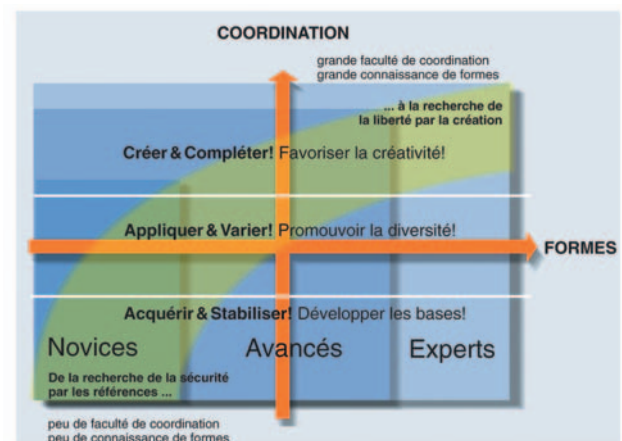 COORDINATION
grande faculté de coordination
grande connaissance de formes
... à la recherche de
la liberté par la création
Créer & Compléter! Favoriser la créativité!
Appliquer & Varier! Promouvoir la diversité!
FORMES
Acquérir & Stabiliser! Développer les bases!
Novices Avancés Experts
De la recherche de la sécurité
par les références ...
peu de faculté de coordination
peu de connaissance de formes